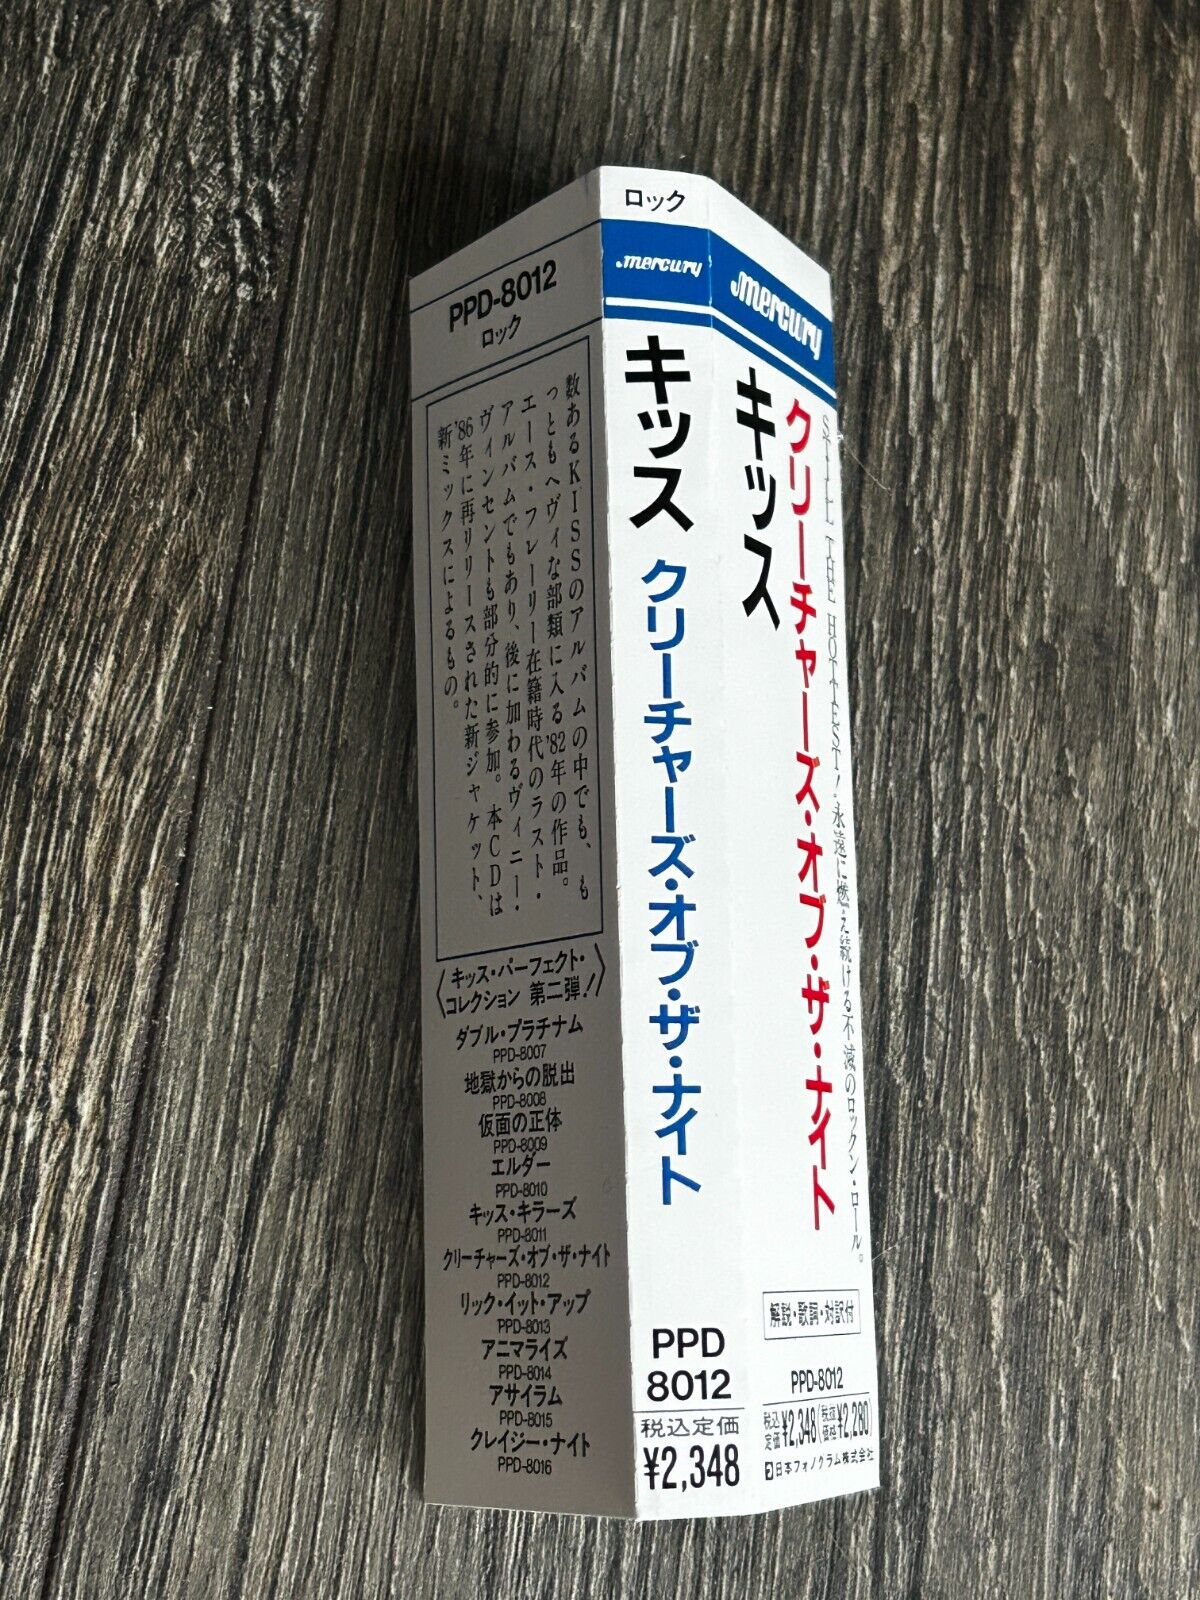 PPD-8012
ロック
数あるKISSのアルバムの中でも、も
っともヘヴィな部類に入る'82年の作品。
エース・フレーリー在籍時代のラスト・
アルバムでもあり、後に加わるヴィニー・
ヴィンセントも部分的に参加。本CDは
'86年に再リリースされた新ジャケット、
新ミックスによるもの。
〈キッス・パーフェクト・
コレクション 第二弾!〉
ダブル・プラチナム
PPD-8007
地獄からの脱出
PPD-8008
仮面の正体
PPD-8009
エルダー
PPD-8010
キッス・キラーズ
PPD-8011
クリーチャーズ・オブ・ザ・ナイト
PPD-8012
リック・イット・アップ
PPD-8013
アニマライズ
PPD-8014
アサイラム
PPD-8015
クレイジー・ナイト
PPD-8016
ロック
mercury
キッス クリーチャーズ・オブ・ザ・ナイト
PPD
8012
税込定価
¥2,348
mercury
STILL THE HOTTEST! 永遠に燃え続ける不滅のロックン・ロール。
クリーチャーズ・オブ・ザ・ナイト
キッス
解説・歌詞・対訳付
PPD-8012
税込定価¥2,348(税抜価格¥2,280)
日本フォノグラム株式会社